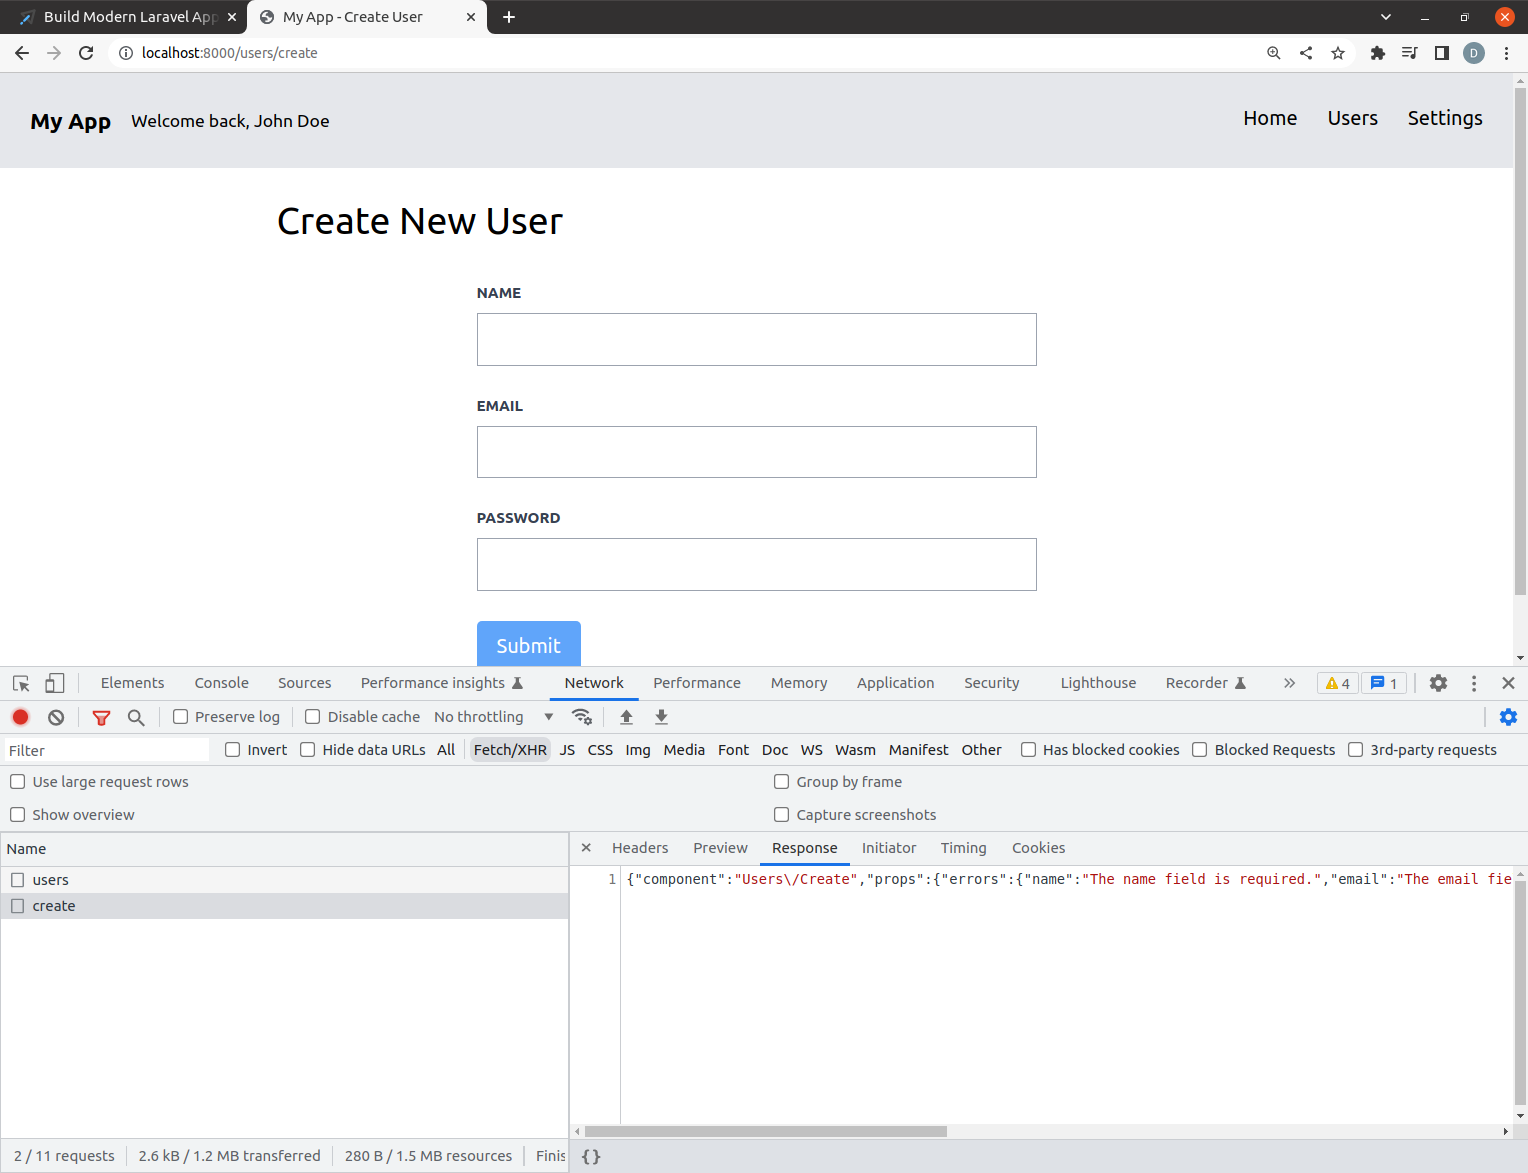 Build Modern Laravel App
My App - Create User
localhost:8000/users/create
D
My App
Welcome back, John Doe
Home
Users
Settings
Create New User
NAME
EMAIL
PASSWORD
Submit
Elements
Console
Sources
Performance insights
Network
Performance
Memory
Application
Security
Lighthouse
Recorder
4
1
Preserve log
Disable cache
No throttling
Filter
Invert
Hide data URLs
All
Fetch/XHR
JS
CSS
Img
Media
Font
Doc
WS
Wasm
Manifest
Other
Has blocked cookies
Blocked Requests
3rd-party requests
Use large request rows
Group by frame
Show overview
Capture screenshots
Name
Headers
Preview
Response
Initiator
Timing
Cookies
users
create
1
{"component":"Users\/Create","props":{"errors":{"name":"The name field is required.","email":"The email fie
2 / 11 requests
2.6 kB / 1.2 MB transferred
280 B / 1.5 MB resources
Finis
{}